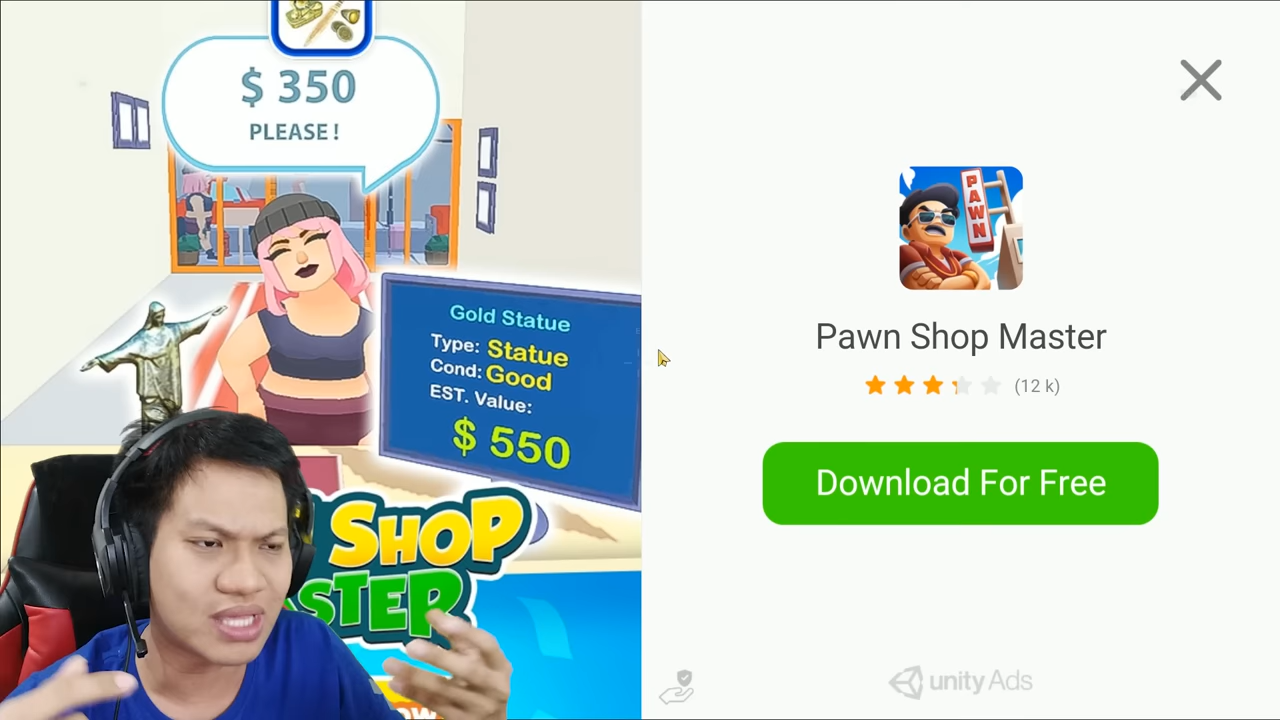 $ 350
PLEASE!
Gold Statue
Type: Statue
Cond: Good
EST. Value:
$ 550
SHOP
STER
PAWN
Pawn Shop Master
(12 k)
Download For Free
unity Ads